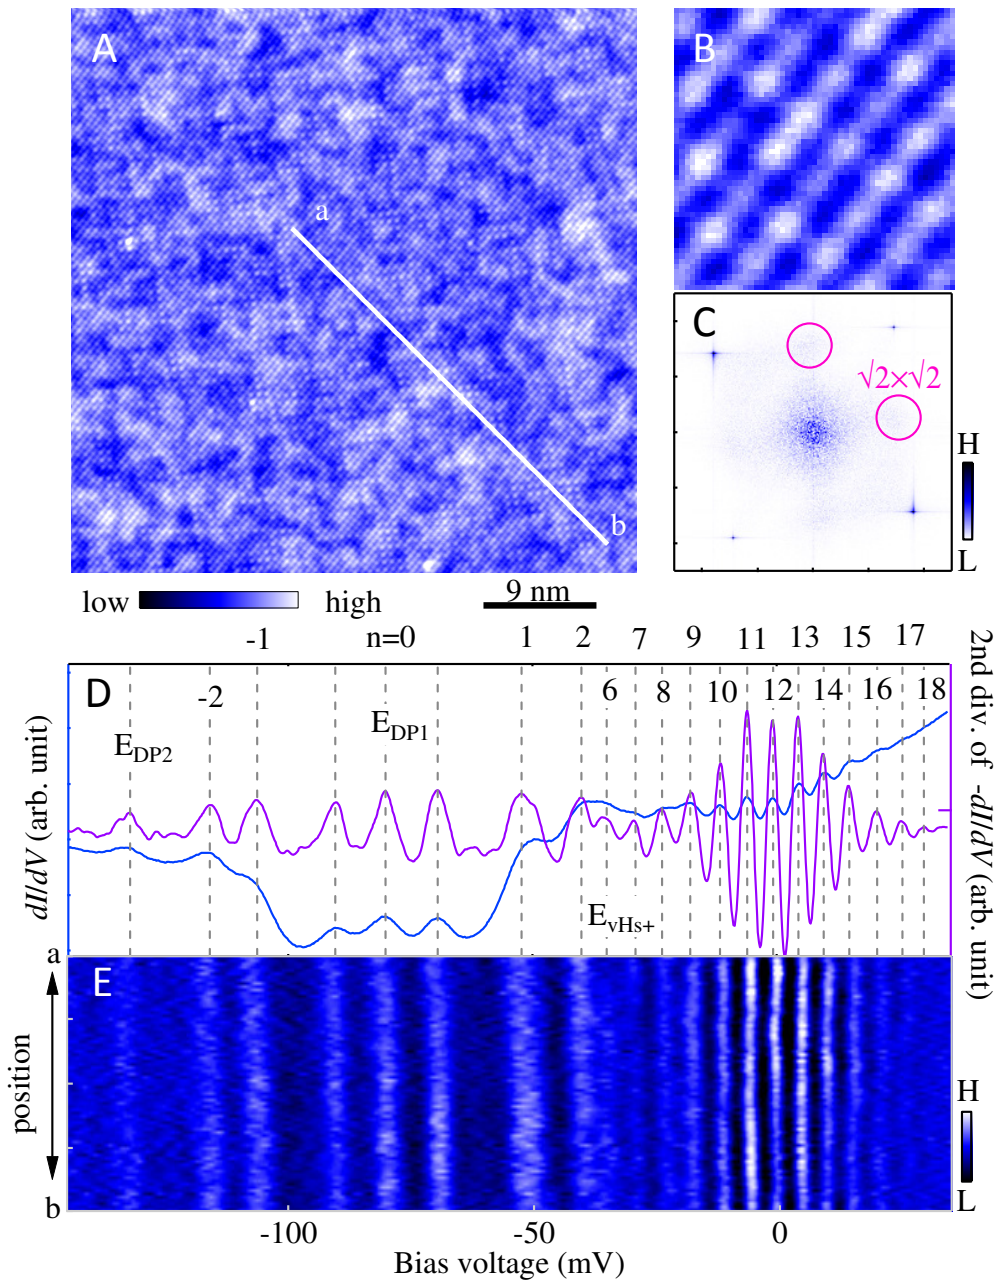 A
B
a
b
C
√2×√2
H
L
low
high
9 nm
-1
n=0
1
2
7
9
11
13
15
17
D
-2
6
8
10
12
14
16
18
E_DP2
E_DP1
E_vHs+
dI/dV (arb. unit)
2nd div. of -dI/dV (arb. unit)
a
E
position
H
L
b
-100
-50
0
Bias voltage (mV)